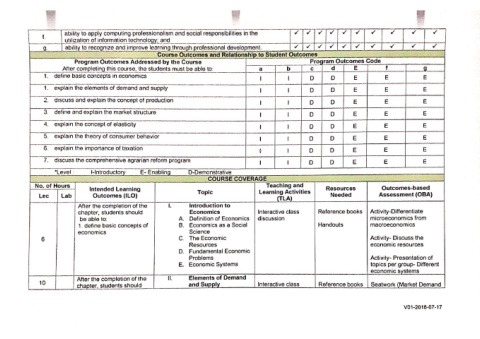 f. ability to apply computing professionalism and social responsibilities in the utilization of information technology; and ✓ ✓ ✓ ✓ ✓ ✓ ✓ ✓ ✓
g. ability to recognize and improve learning through professional development. ✓ ✓ ✓ ✓ ✓ ✓ ✓ ✓ ✓
Course Outcomes and Relationship to Student Outcomes
Program Outcomes Addressed by the Course Program Outcomes Code
After completing this course, the students must be able to: a b c d E f g
1. define basic concepts in economics I I D D E E E
1. explain the elements of demand and supply I I D D E E E
2. discuss and explain the concept of production I I D D E E E
3. define and explain the market structure I I D D E E E
4. explain the concept of elasticity I I D D E E E
5. explain the theory of consumer behavior I I D D E E E
6. explain the importance of taxation I I D D E E E
7. discuss the comprehensive agrarian reform program I I D D E E E
*Level I-Introductory E- Enabling D-Demonstrative
COURSE COVERAGE
No. of Hours
Lec Lab
Intended Learning
Outcomes (ILO)
Topic
Teaching and
Learning Activities
(TLA)
Resources
Needed
Outcomes-based
Assessment (OBA)
6
After the completion of the
chapter, students should
be able to:
1. define basic concepts of
economics
I. Introduction to
Economics
A. Definition of Economics
B. Economics as a Social
Science
C. The Economic
Resources
D. Fundamental Economic
Problems
E. Economic Systems
Interactive class
discussion
Reference books
Handouts
Activity-Differentiate
microeconomics from
macroeconomics
Activity- Discuss the
economic resources
Activity- Presentation of
topics per group- Different
economic systems
10
After the completion of the
chapter, students should
II. Elements of Demand
and Supply
Interactive class
Reference books
Seatwork (Market Demand
V01-2018-07-17